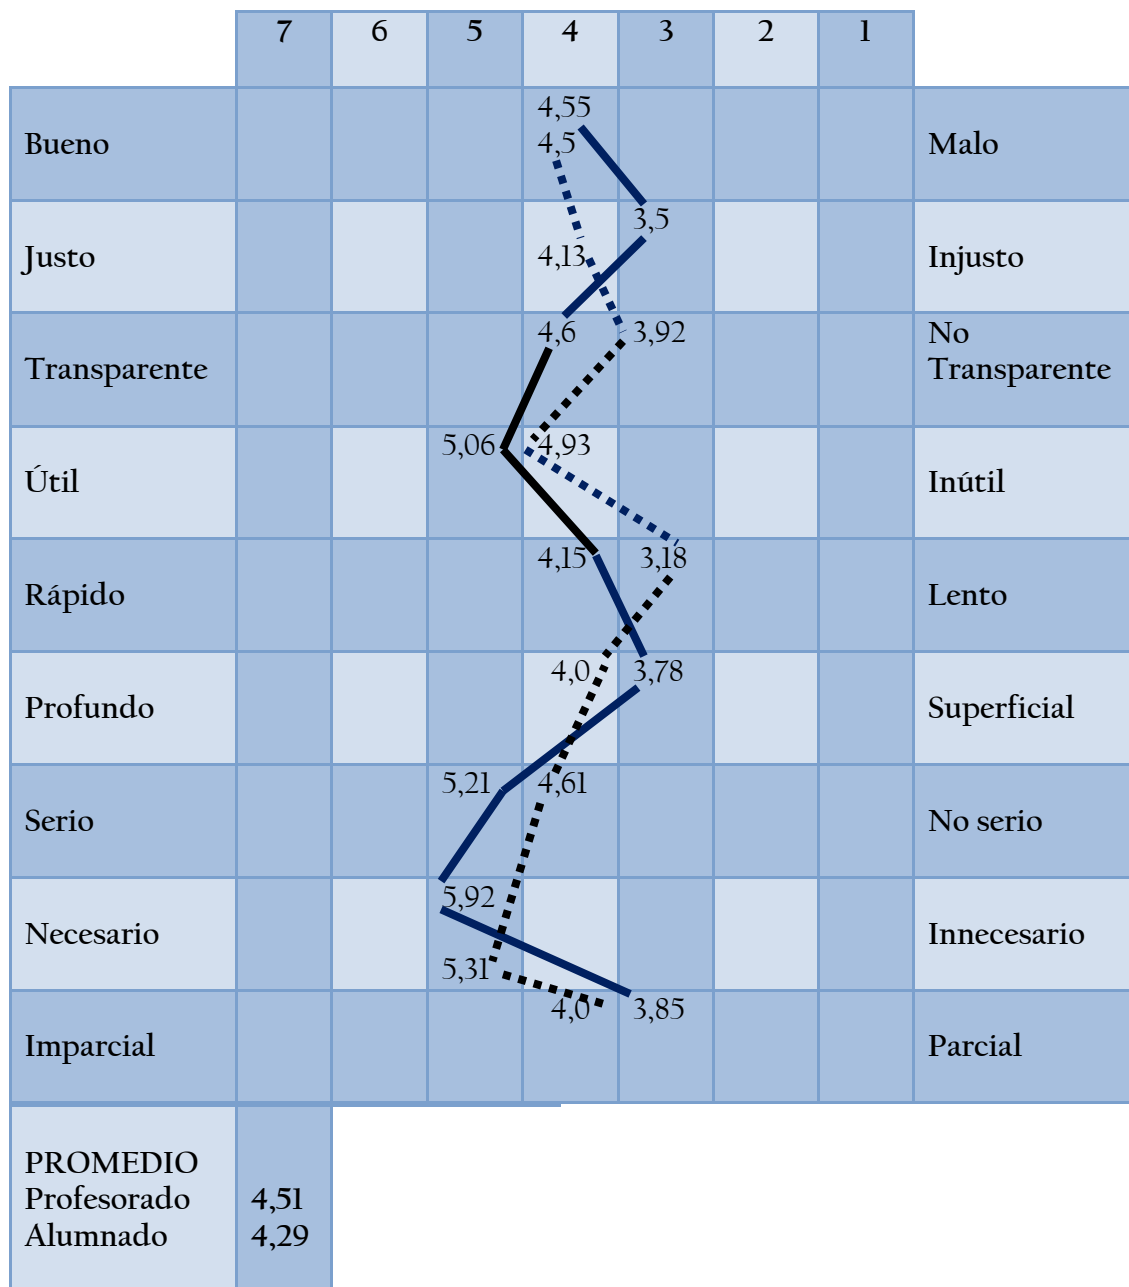 7 6 5 4 3 2 1
4,55
Bueno 4,5 Malo
3,5
Justo 4,13 Injusto
4,6 3,92 No
Transparente Transparente
5,06 4,93
Útil Inútil
4,15 3,18
Rápido Lento
4,0 3,78
Profundo Superficial
5,21 4,61
Serio No serio
5,92
Necesario Innecesario
5,31
4,0 3,85
Imparcial Parcial
PROMEDIO
Profesorado 4,51
Alumnado 4,29